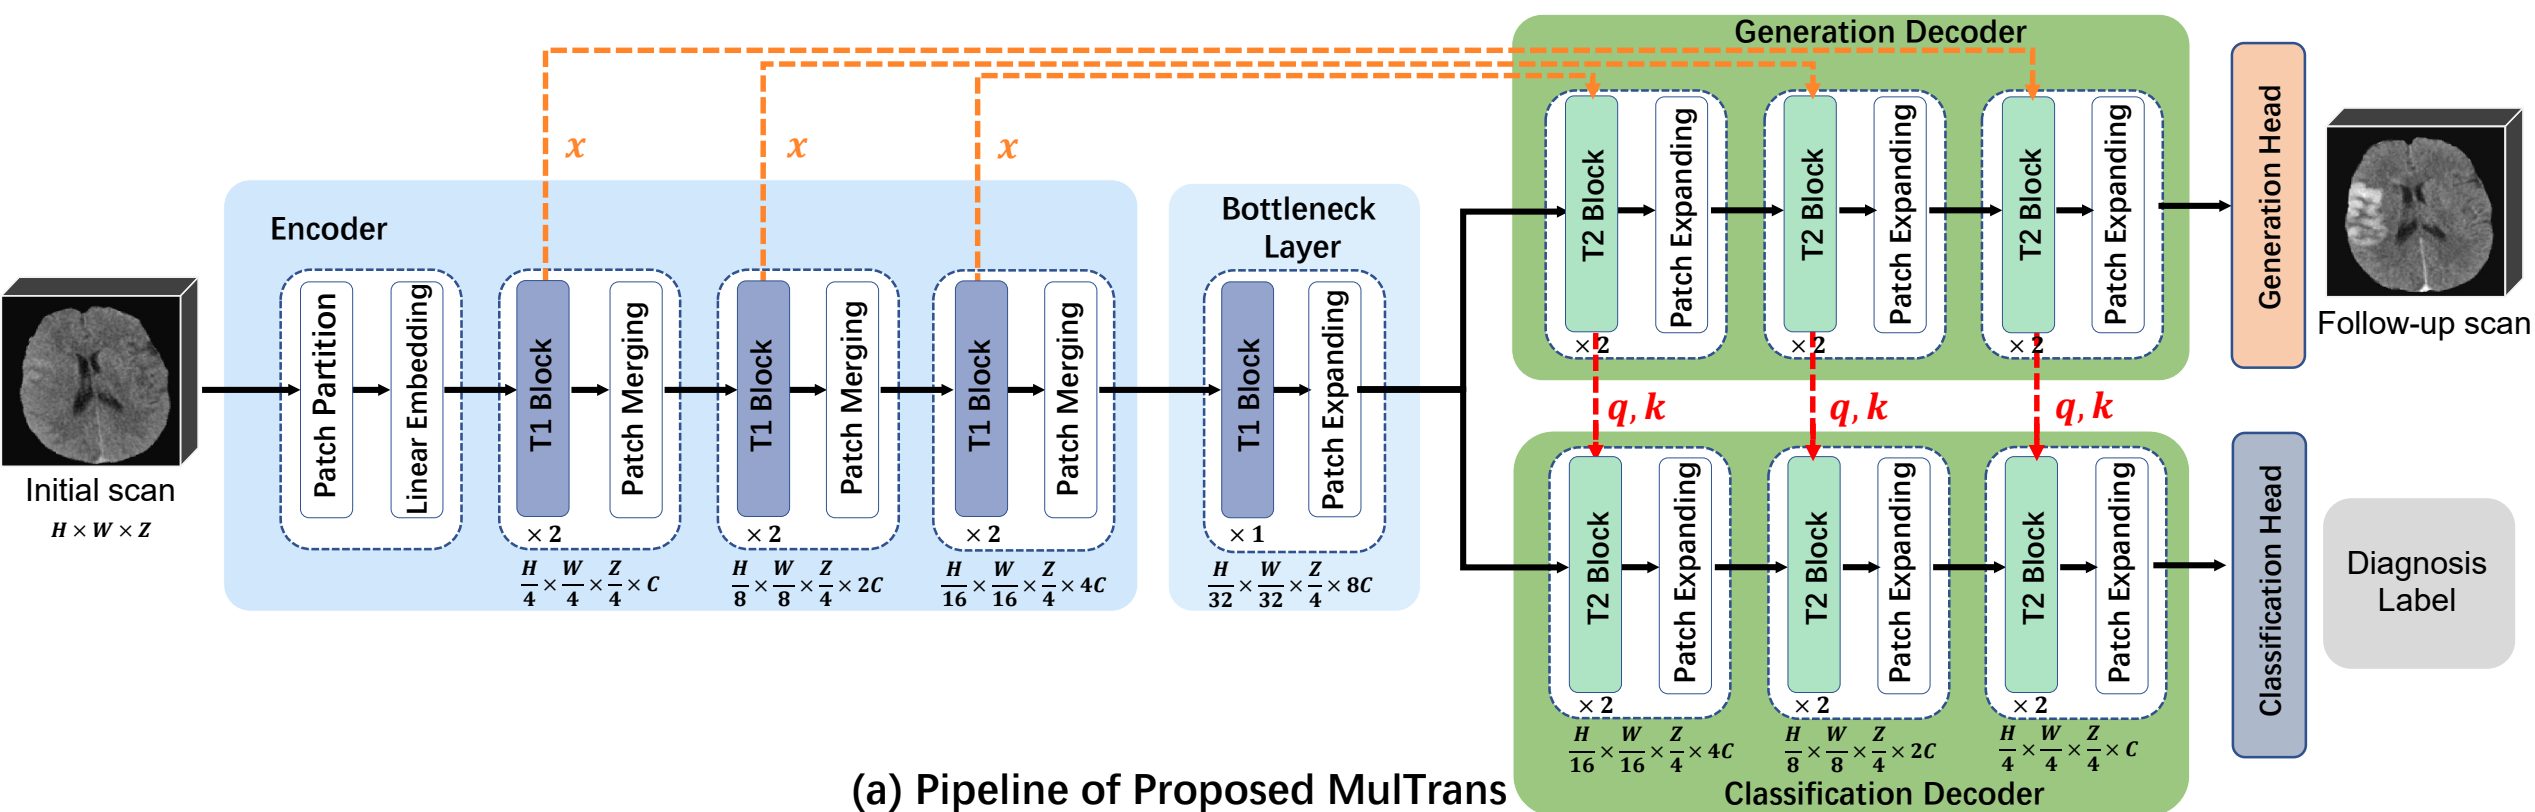 Generation Decoder
T2 Block
Patch Expanding
T2 Block
Patch Expanding
T2 Block
Patch Expanding
× 2
× 2
× 2
Generation Head
Follow-up scan
x
x
x
Encoder
Initial scan
H × W × Z
Patch Partition
Linear Embedding
T1 Block
Patch Merging
× 2
H/4 × W/4 × Z/4 × C
T1 Block
Patch Merging
× 2
H/8 × W/8 × Z/4 × 2C
T1 Block
Patch Merging
× 2
H/16 × W/16 × Z/4 × 4C
Bottleneck
Layer
T1 Block
Patch Expanding
× 1
H/32 × W/32 × Z/4 × 8C
q, k
q, k
q, k
T2 Block
Patch Expanding
× 2
H/16 × W/16 × Z/4 × 4C
T2 Block
Patch Expanding
× 2
H/8 × W/8 × Z/4 × 2C
T2 Block
Patch Expanding
× 2
H/4 × W/4 × Z/4 × C
Classification Decoder
Classification Head
Diagnosis
Label
(a) Pipeline of Proposed MulTrans